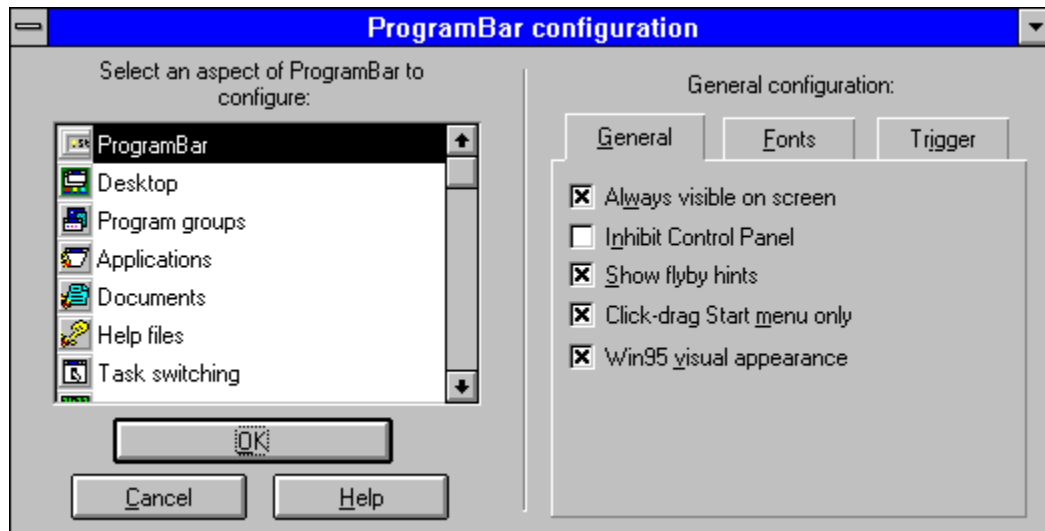 ProgramBar configuration
Select an aspect of ProgramBar to
configure:
ProgramBar
Desktop
Program groups
Applications
Documents
Help files
Task switching
OK
Cancel
Help
General configuration:
General
Fonts
Trigger
Always visible on screen
Inhibit Control Panel
Show flyby hints
Click-drag Start menu only
Win95 visual appearance